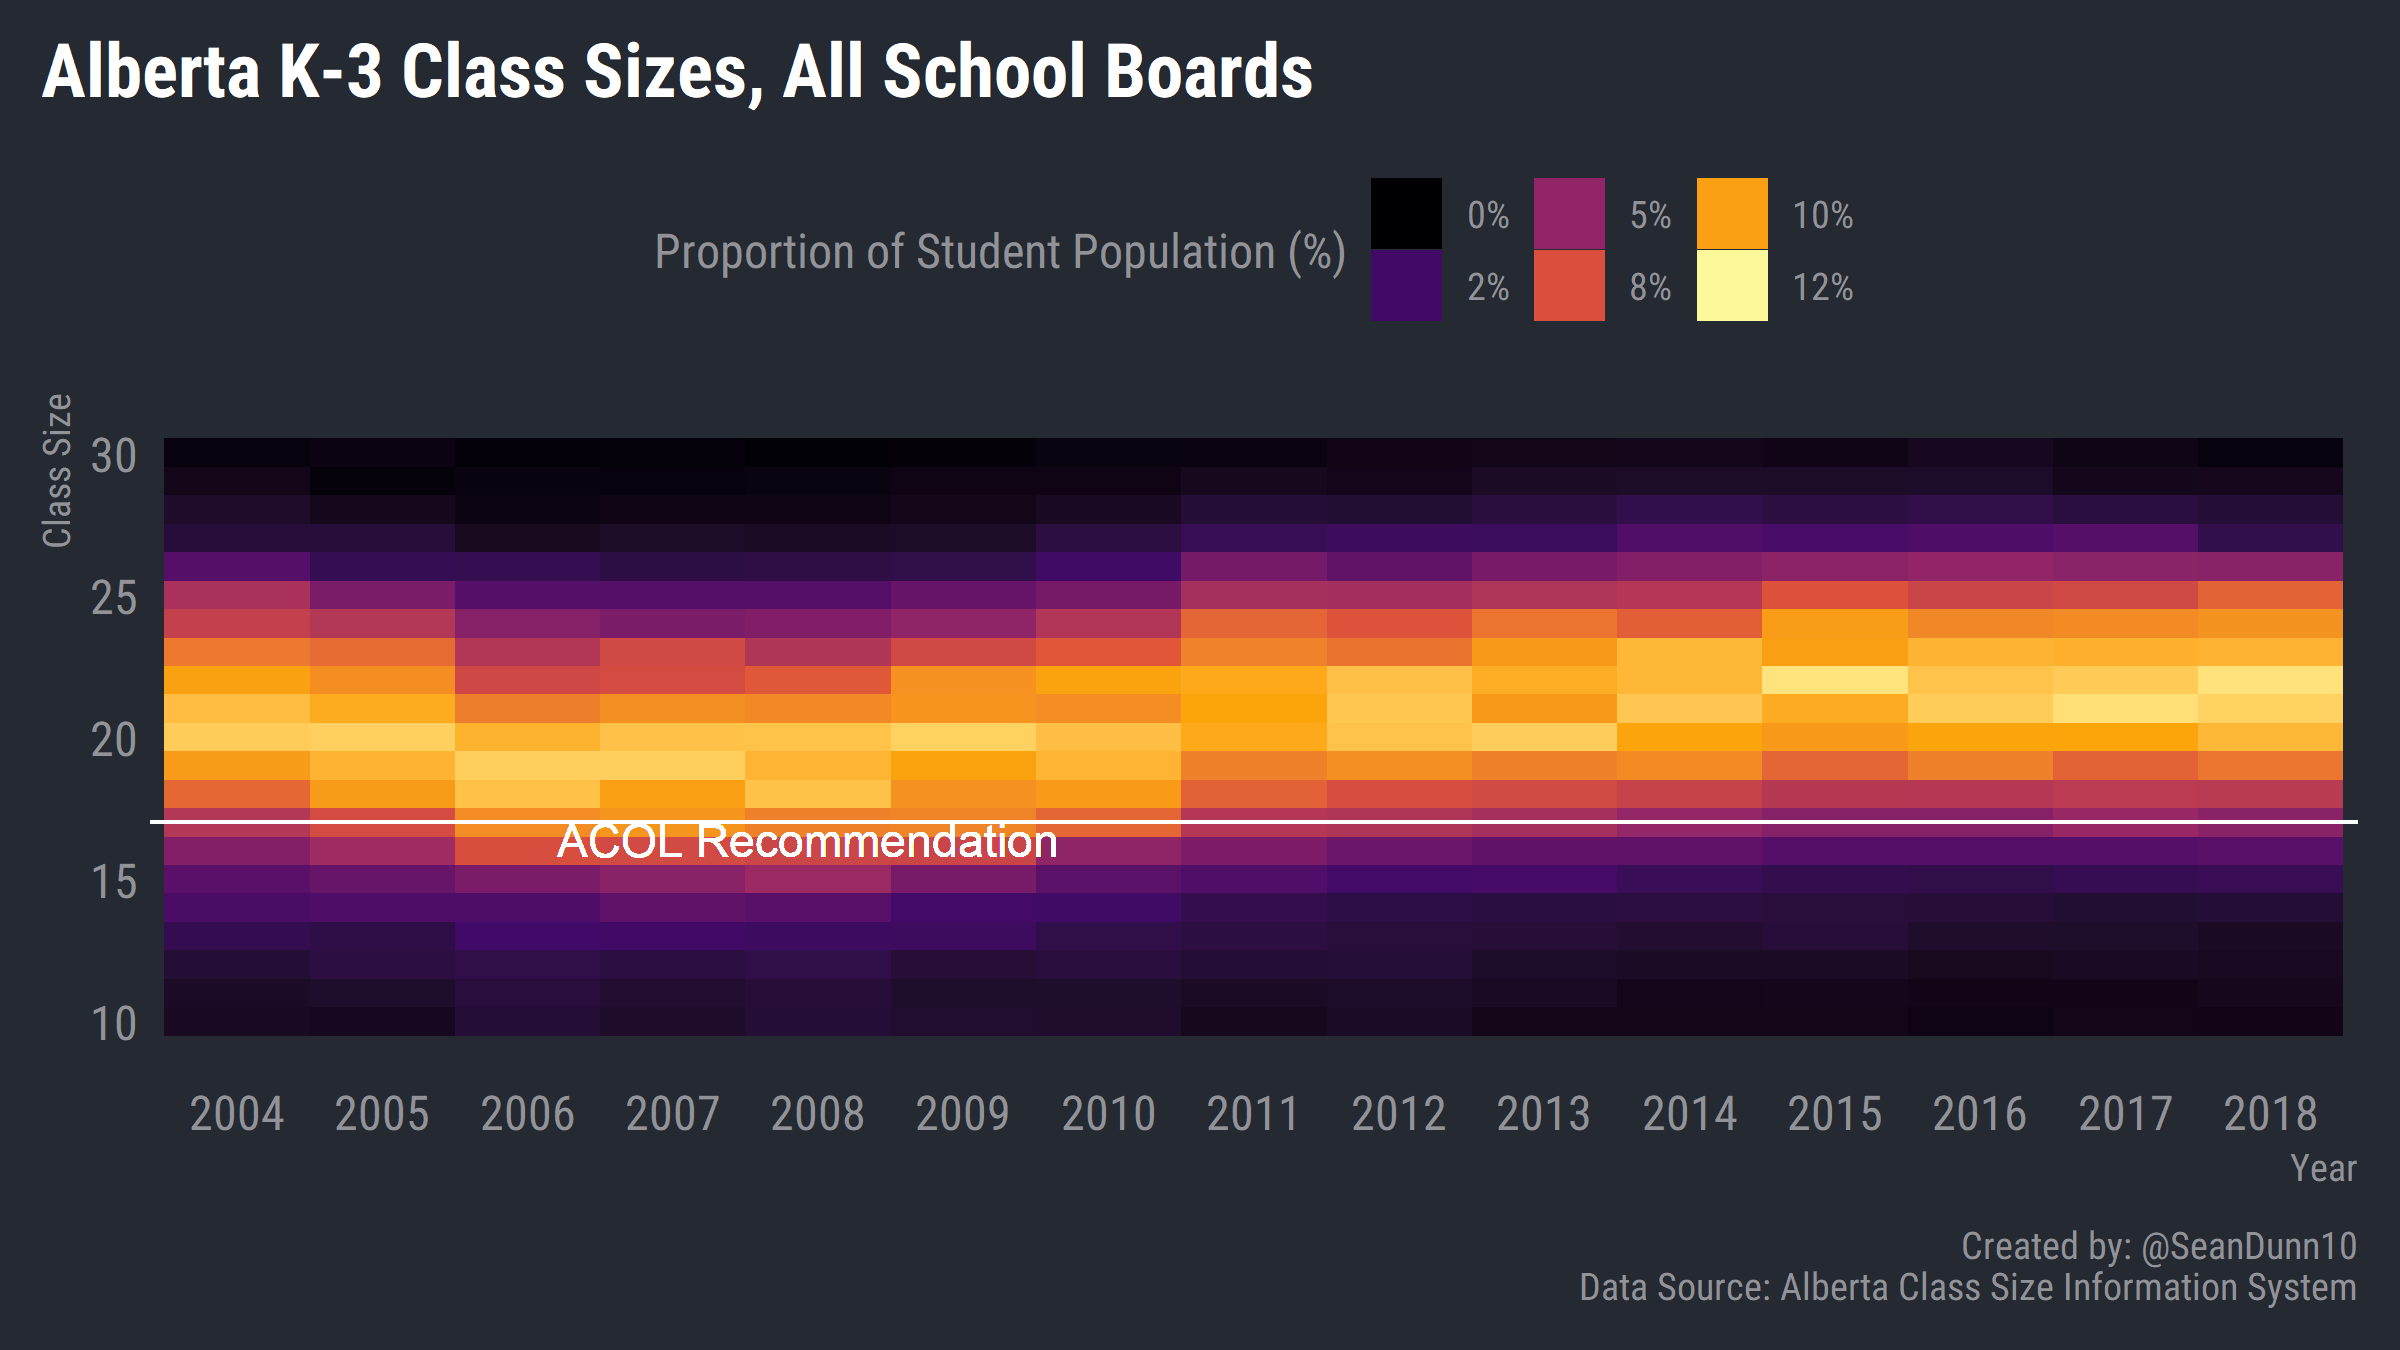 Alberta K-3 Class Sizes, All School Boards
Proportion of Student Population (%)
0% 5% 10%
2% 8% 12%
Class Size
30
25
20
15
10
ACOL Recommendation
2004 2005 2006 2007 2008 2009 2010 2011 2012 2013 2014 2015 2016 2017 2018
Year
Created by: @SeanDunn10
Data Source: Alberta Class Size Information System